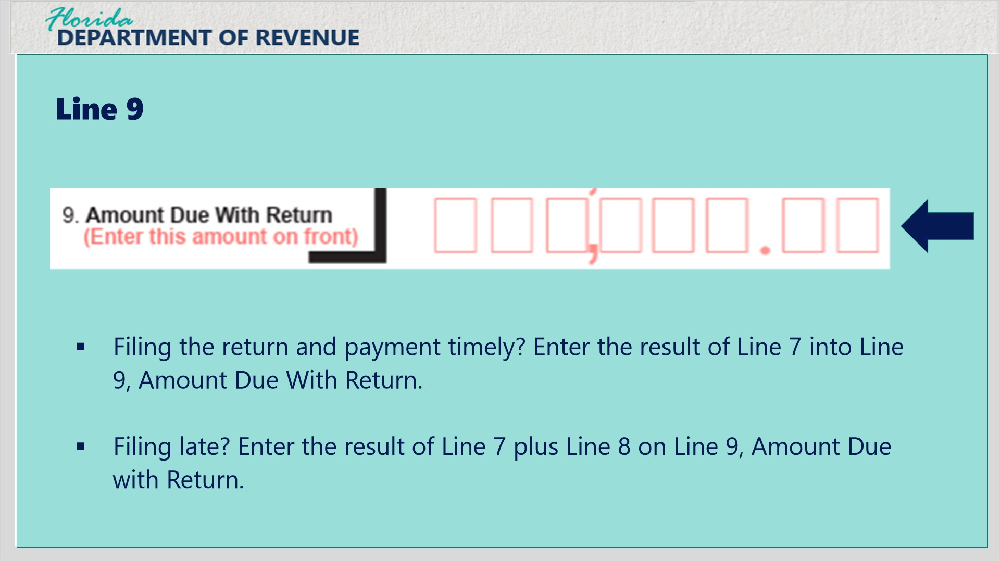 Florida
DEPARTMENT OF REVENUE
Line 9
9. Amount Due With Return
(Enter this amount on front)
, .
▪ Filing the return and payment timely? Enter the result of Line 7 into Line
9, Amount Due With Return.
▪ Filing late? Enter the result of Line 7 plus Line 8 on Line 9, Amount Due
with Return.